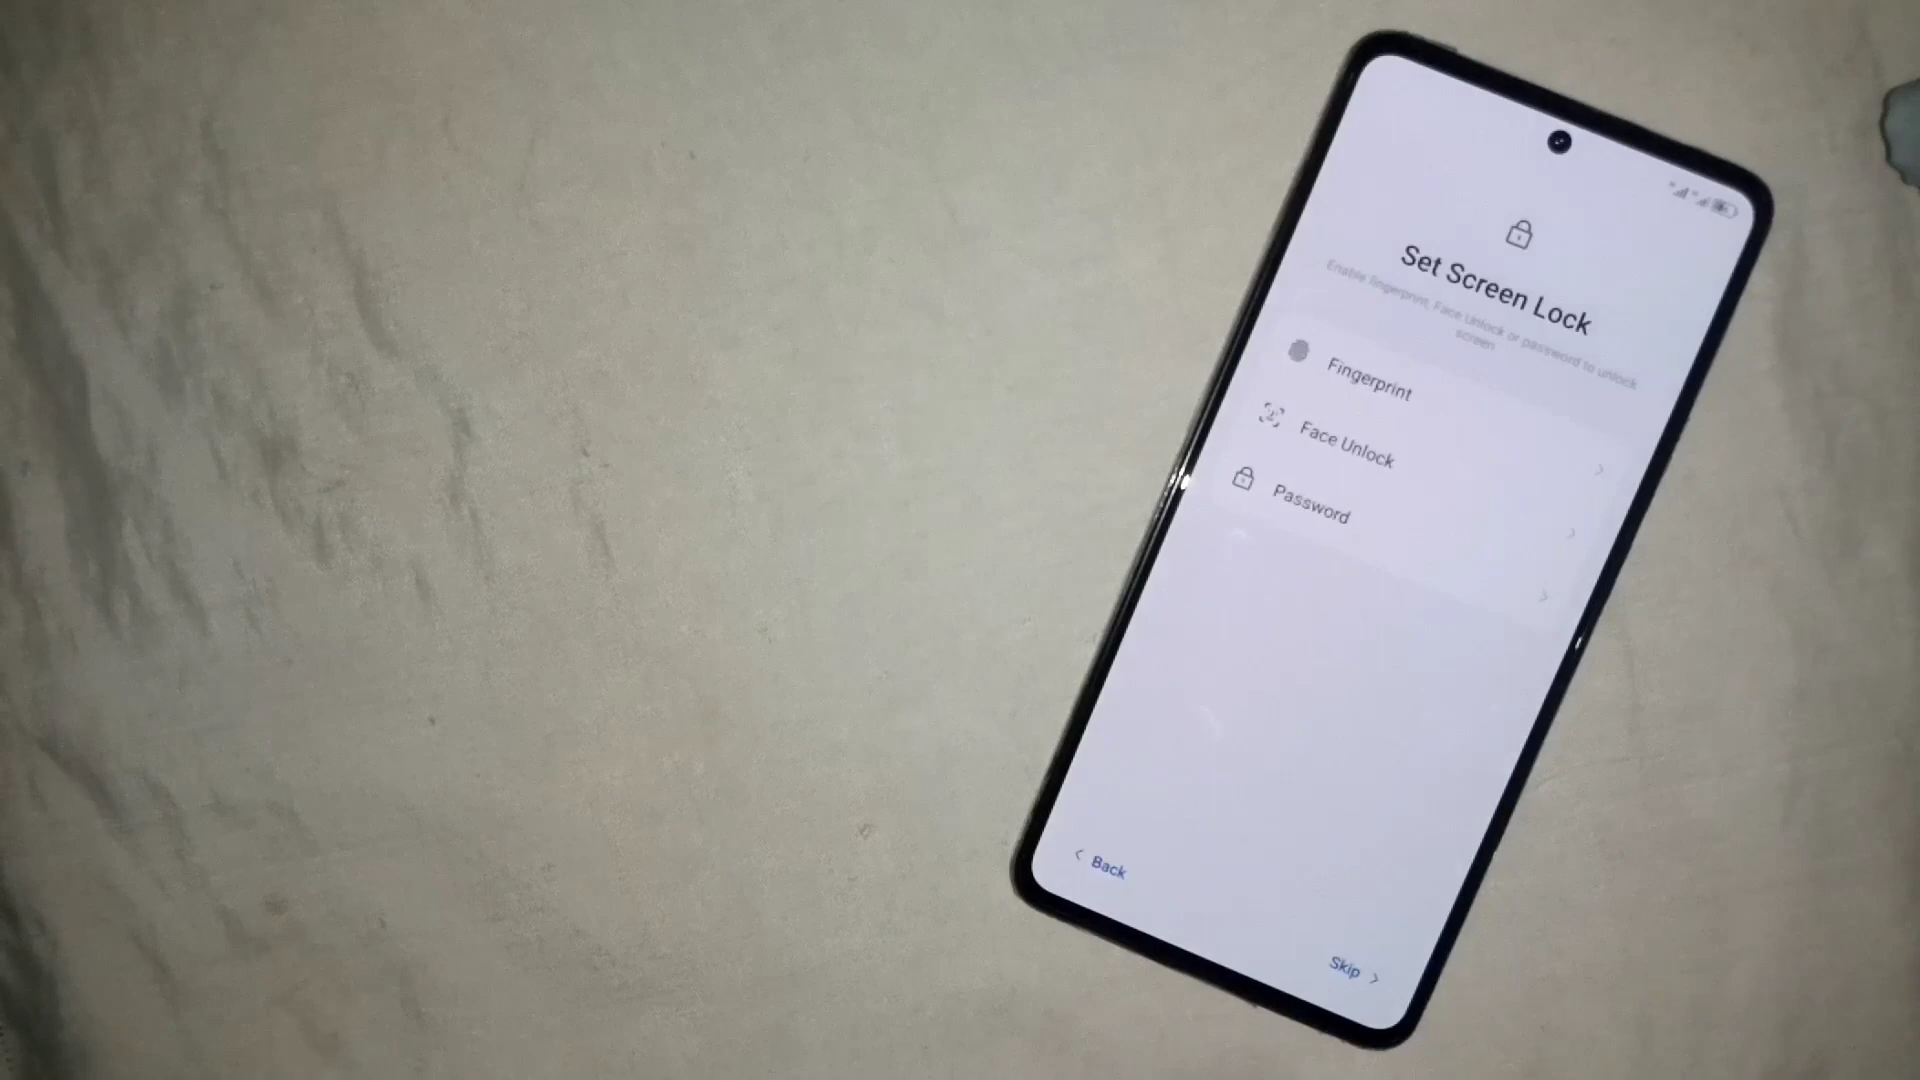 Set Screen Lock
Enable fingerprint, Face Unlock or password to unlock
screen
Fingerprint
Face Unlock
Password
Back
Skip